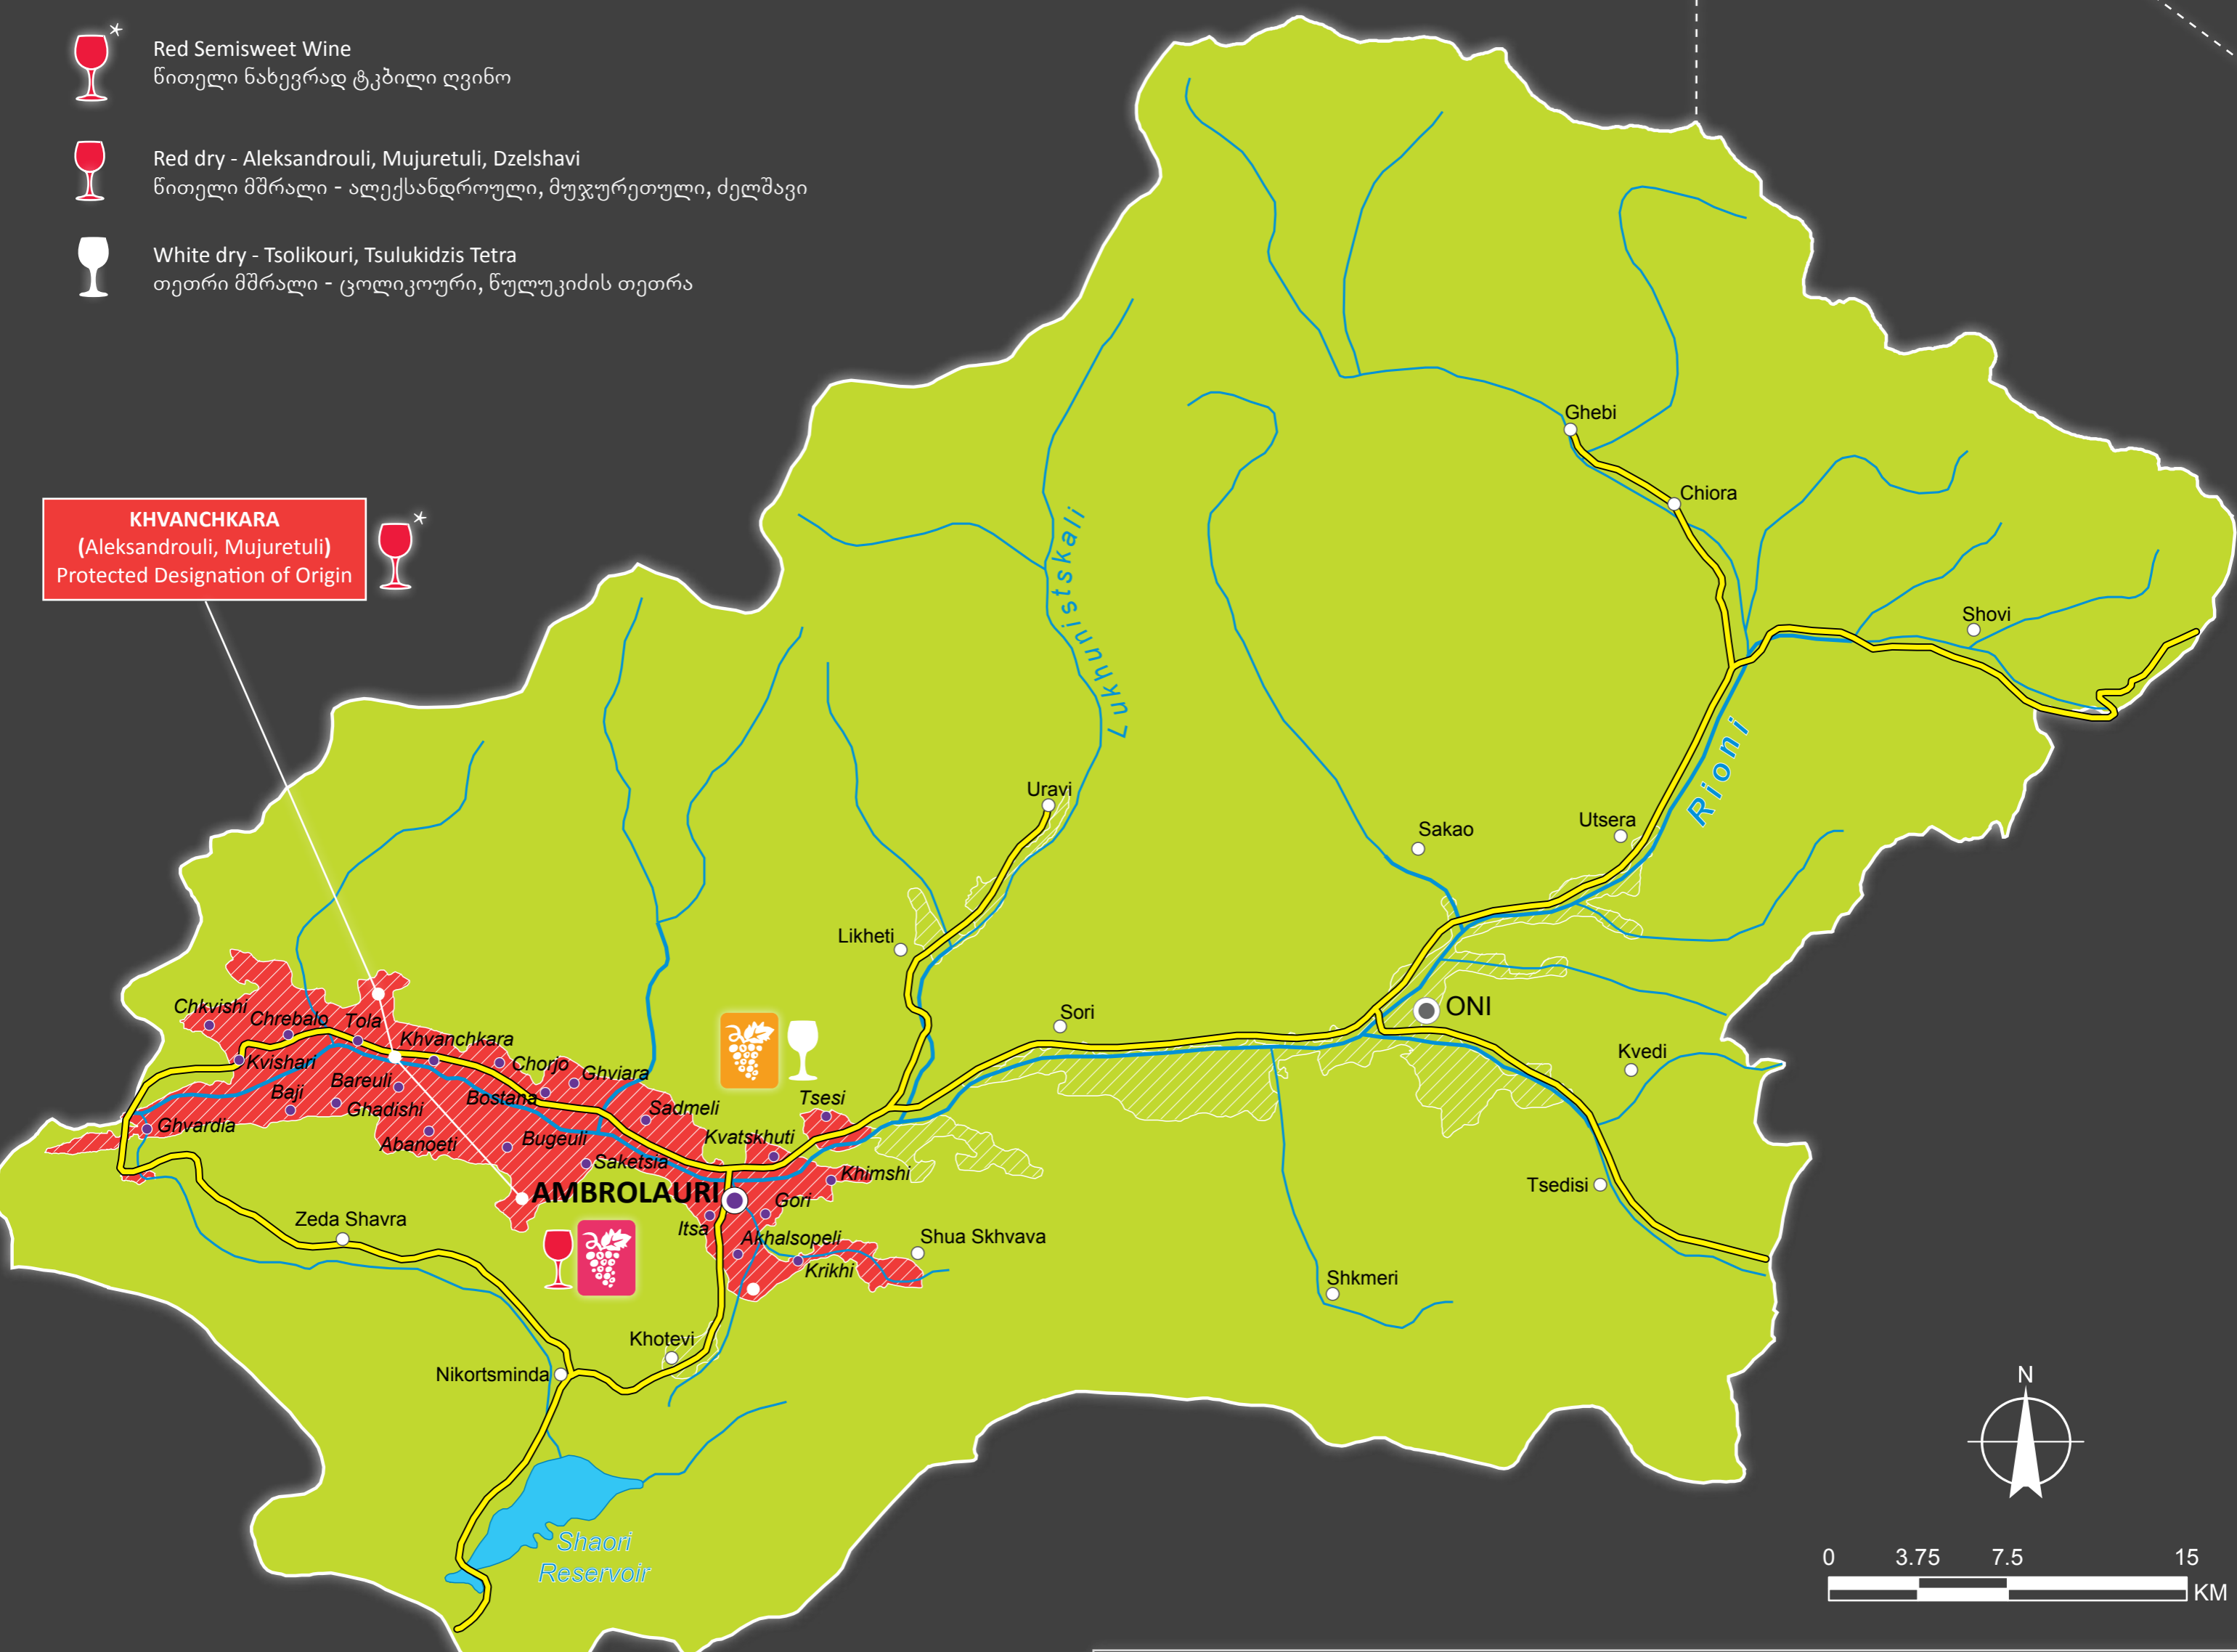 Red Semisweet Wine
წითელი ნახევრად ტკბილი ღვინო
Red dry - Aleksandrouli, Mujuretuli, Dzelshavi
წითელი მშრალი - ალექსანდროული, მუჯურეთული, ძელშავი
White dry - Tsolikouri, Tsulukidzis Tetra
თეთრი მშრალი - ცოლიკოური, წულუკიძის თეთრა
KHVANCHKARA
(Aleksandrouli, Mujuretuli)
Protected Designation of Origin
Ghebi
Chiora
Lukhunistskali
Shovi
Rioni
Uravi
Utsera
Sakao
Likheti
Sori
ONI
Kvedi
Chkvishi
Chrebalo
Tola
Khvanchkara
Kvishari
Chorjo
Ghviara
Bareuli
Baji
Ghadishi
Bostana
Sadmeli
Tsesi
Ghvardia
Abanoeti
Bugeuli
Kvatskhuti
Saketsia
Khimshi
AMBROLAURI
Tsedisi
Gori
Itsa
Zeda Shavra
Akhalsopeli
Shua Skhvava
Krikhi
Shkmeri
Khotevi
Nikortsminda
N
Shaori
Reservoir
0 3.75 7.5 15
KM